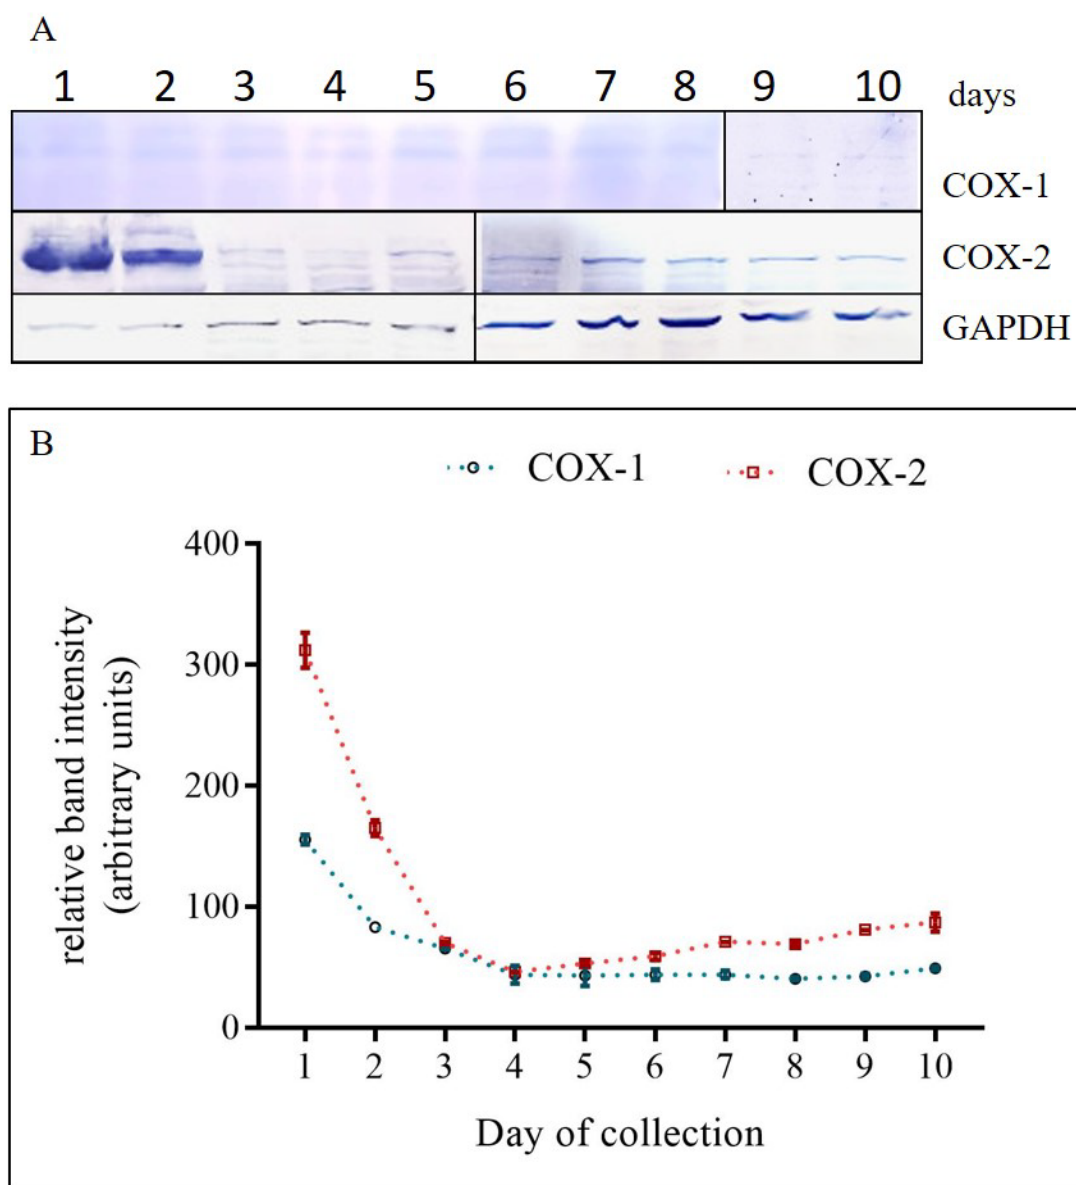 A
1 2 3 4 5 6 7 8 9 10 days
COX-1
COX-2
GAPDH
B
COX-1 COX-2
400
300
200
100
0
relative band intensity
(arbitrary units)
1 2 3 4 5 6 7 8 9 10
Day of collection